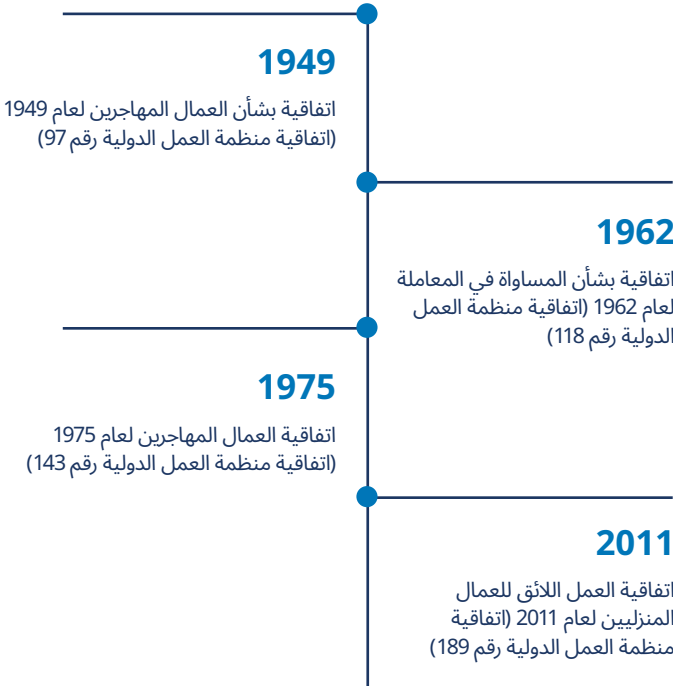 1949
اتفاقية بشأن العمال المهاجرين لعام 1949
(اتفاقية منظمة العمل الدولية رقم 97)
1962
اتفاقية بشأن المساواة في المعاملة
لعام 1962 (اتفاقية منظمة العمل
الدولية رقم 118)
1975
اتفاقية العمال المهاجرين لعام 1975
(اتفاقية منظمة العمل الدولية رقم 143)
2011
اتفاقية العمل اللائق للعمال
المنزليين لعام 2011 (اتفاقية
منظمة العمل الدولية رقم 189)